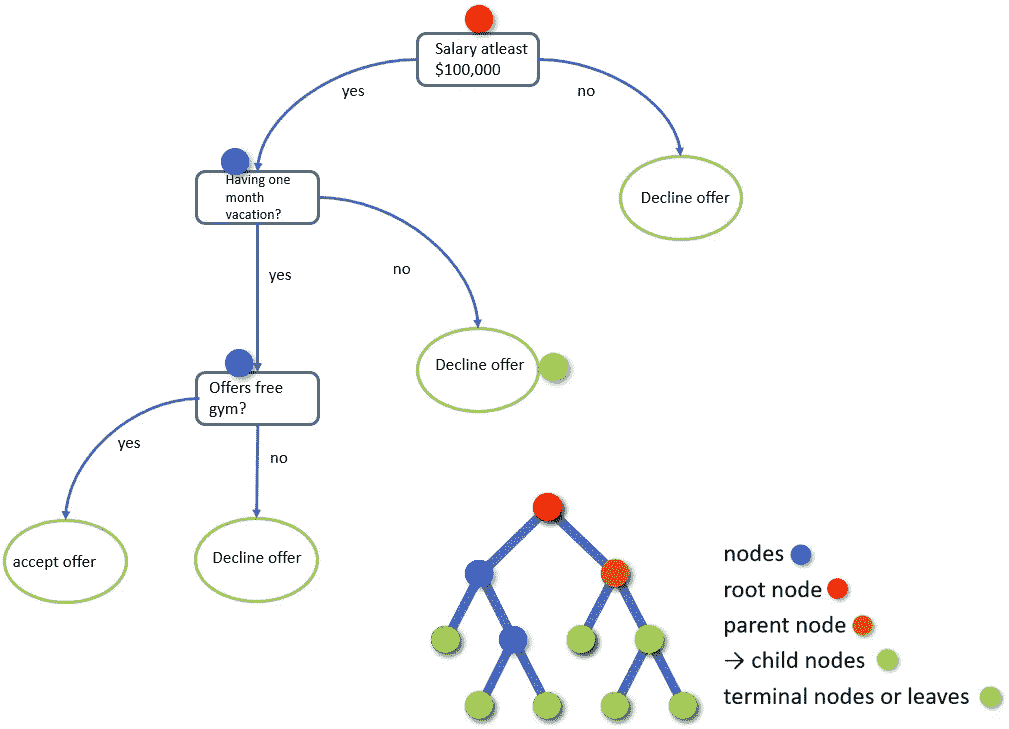 Salary atleast
$100,000
yes
no
Having one
month
vacation?
Decline offer
yes
no
Decline offer
Offers free
gym?
yes
no
accept offer
Decline offer
nodes
root node
parent node
→ child nodes
terminal nodes or leaves